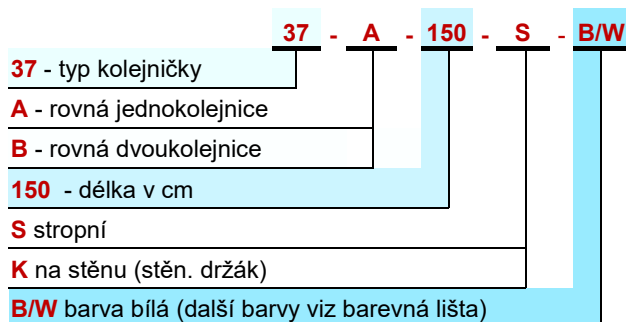 37 - A - 150 - S - B/W
37 - typ kolejničky
A - rovná jednokolejnice
B - rovná dvoukolejnice
150 - délka v cm
S stropní
K na stěnu (stěn. držák)
B/W barva bílá (další barvy viz barevná lišta)